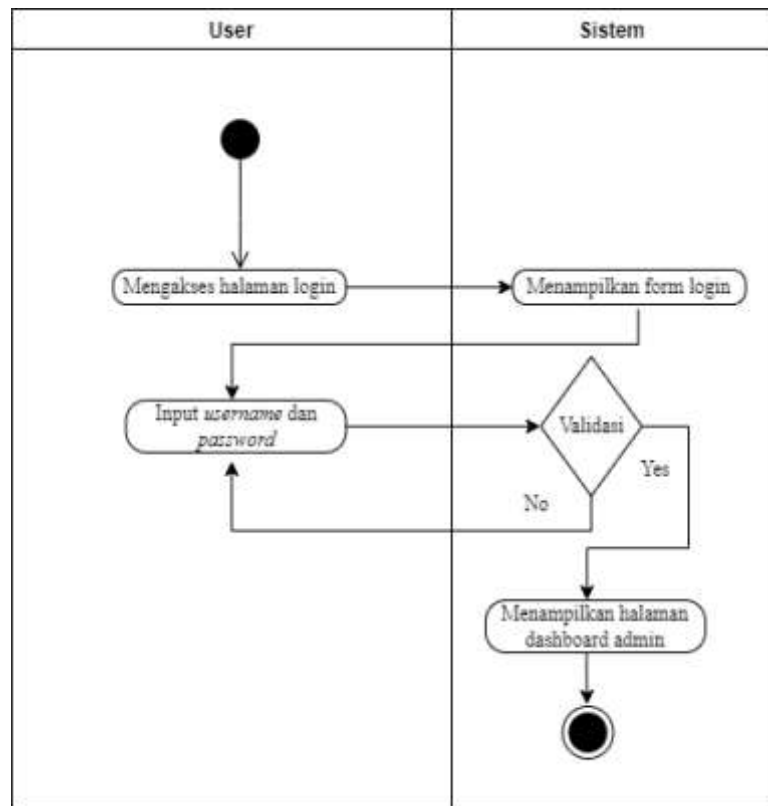 User
Sistem
Mengakses halaman login
Menampilkan form login
Input username dan
password
Validasi
Yes
No
Menampilkan halaman
dashboard admin